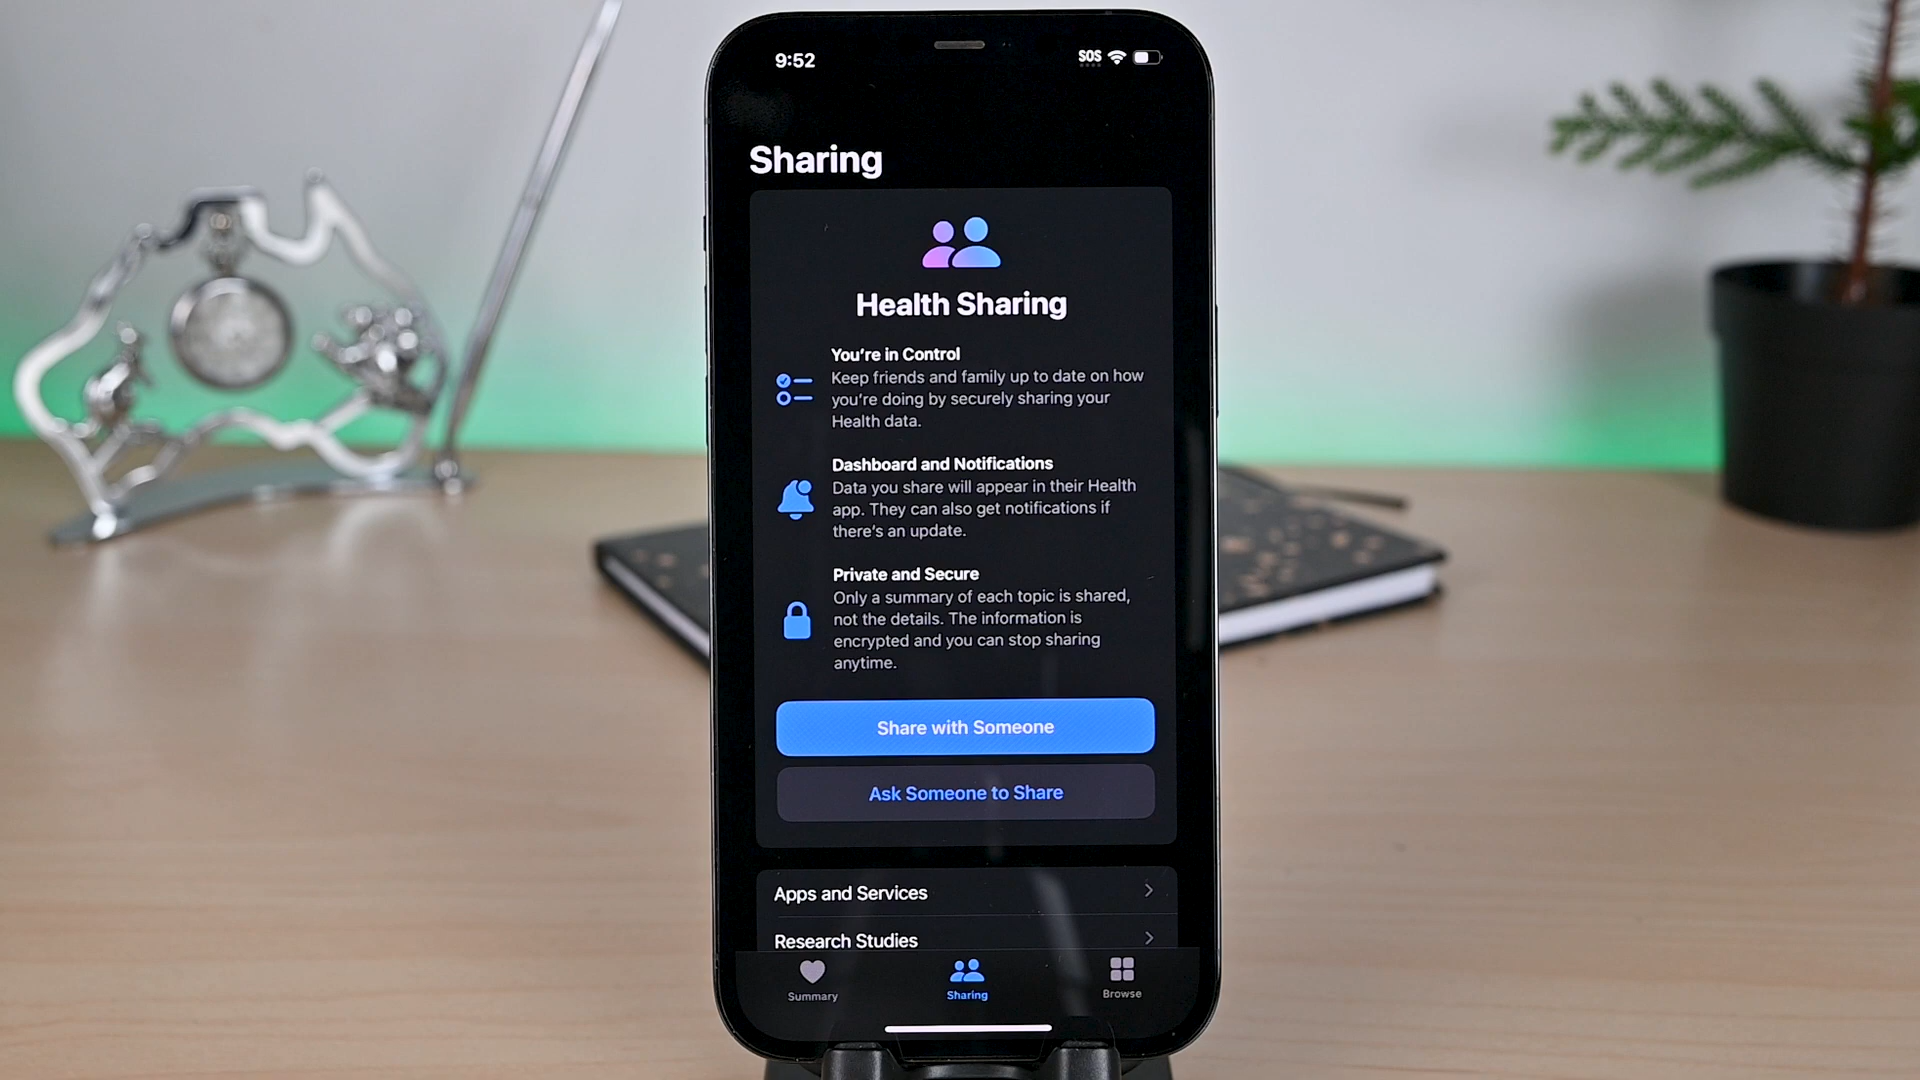 9:52
SOS
Sharing
Health Sharing
You're in Control
Keep friends and family up to date on how
you're doing by securely sharing your
Health data.
Dashboard and Notifications
Data you share will appear in their Health
app. They can also get notifications if
there's an update.
Private and Secure
Only a summary of each topic is shared,
not the details. The information is
encrypted and you can stop sharing
anytime.
Share with Someone
Ask Someone to Share
Apps and Services
Research Studies
Summary
Sharing
Browse